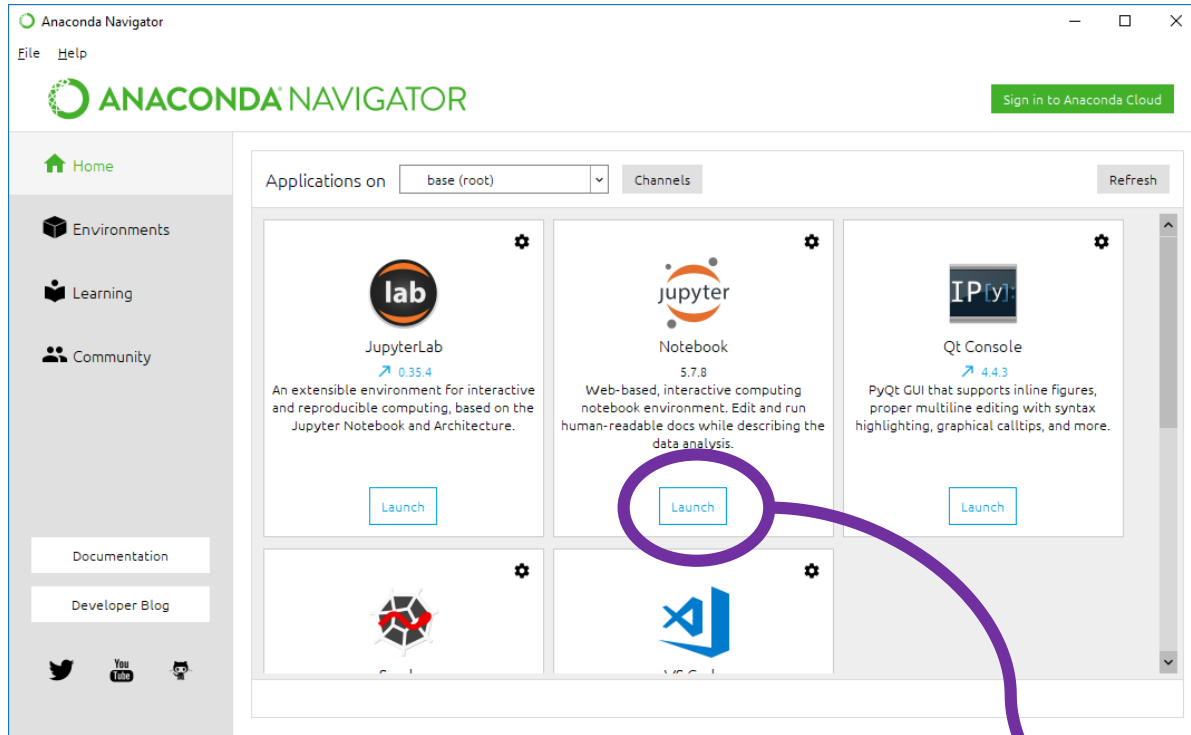 Anaconda Navigator
File Help
ANACONDA NAVIGATOR
Sign in to Anaconda Cloud
Home
Environments
Learning
Community
Documentation
Developer Blog
You
Tube
Applications on base (root) Channels Refresh
lab
JupyterLab
0.35.4
An extensible environment for interactive
and reproducible computing, based on the
Jupyter Notebook and Architecture.
Launch
jupyter
Notebook
5.7.8
Web-based, interactive computing
notebook environment. Edit and run
human-readable docs while describing the
data analysis.
Launch
IP[y]:
Qt Console
4.4.3
PyQt GUI that supports inline figures,
proper multiline editing with syntax
highlighting, graphical calltips, and more.
Launch